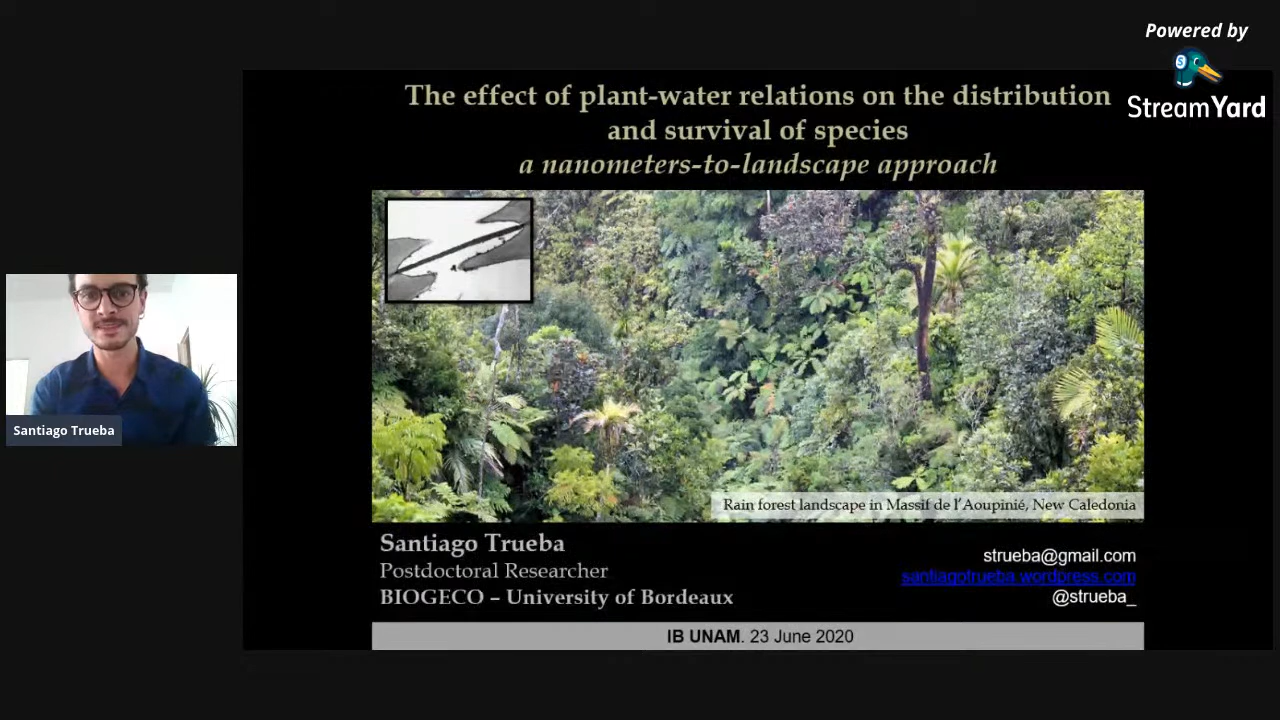 Powered by
StreamYard
The effect of plant-water relations on the distribution
and survival of species
a nanometers-to-landscape approach
Rain forest landscape in Massif de l'Aoupinié, New Caledonia
Santiago Trueba
Santiago Trueba
Postdoctoral Researcher
BIOGECO – University of Bordeaux
strueba@gmail.com
santiagotrueba.wordpress.com
@strueba_
IB UNAM. 23 June 2020